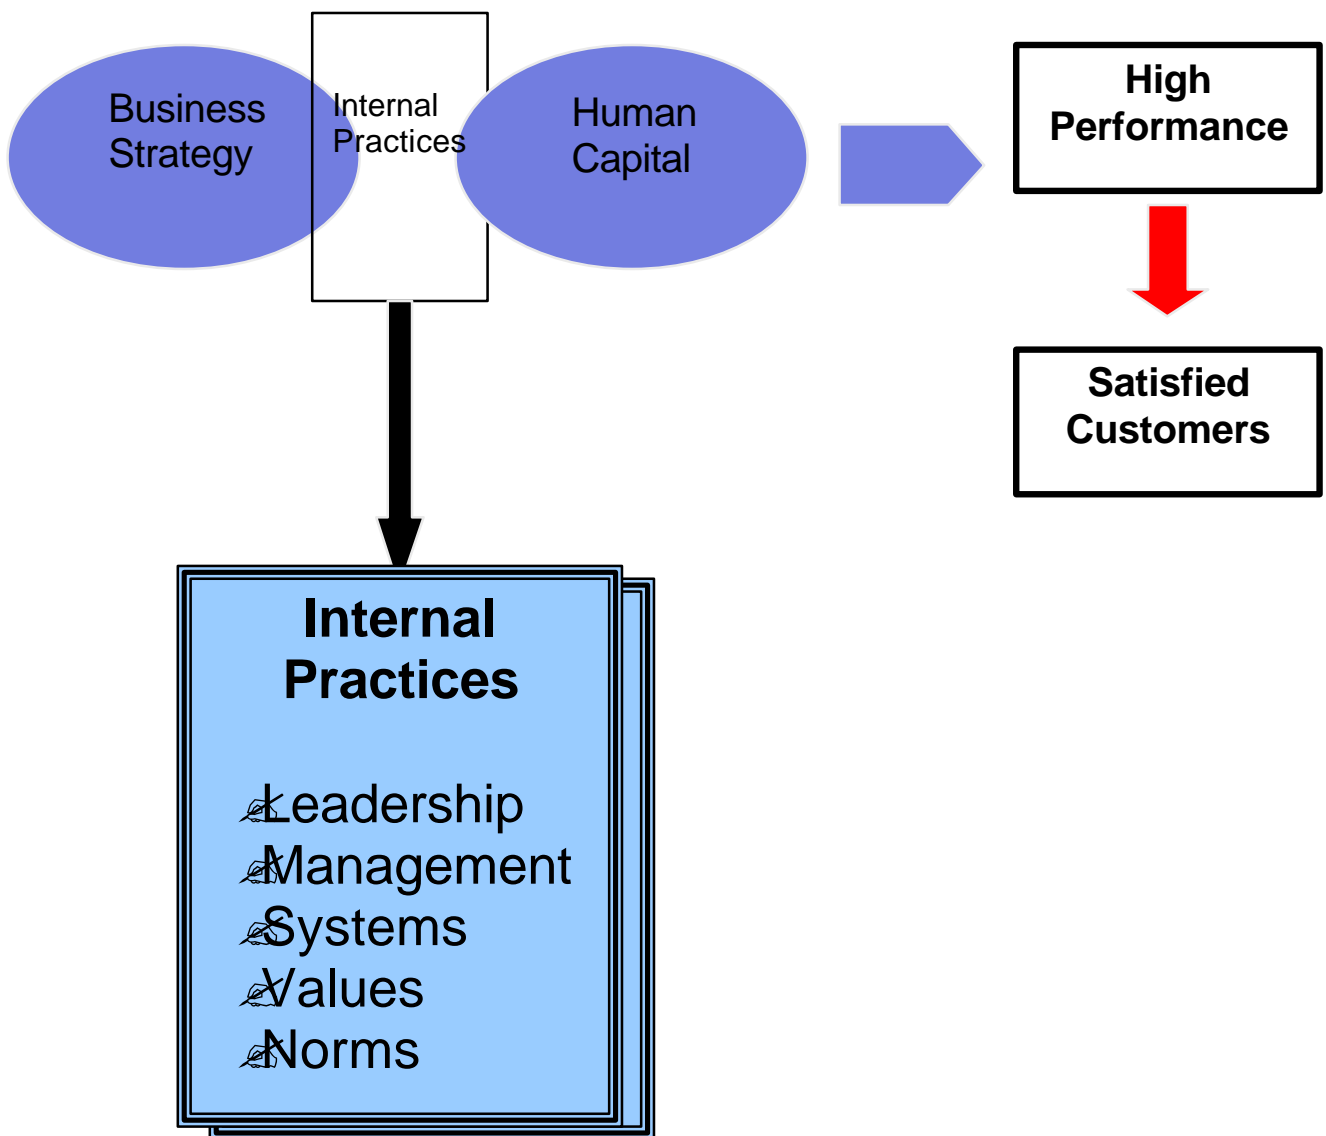 Business
Strategy
Internal
Practices
Human
Capital
High
Performance
Satisfied
Customers
Internal
Practices
Leadership
Management
Systems
Values
Norms